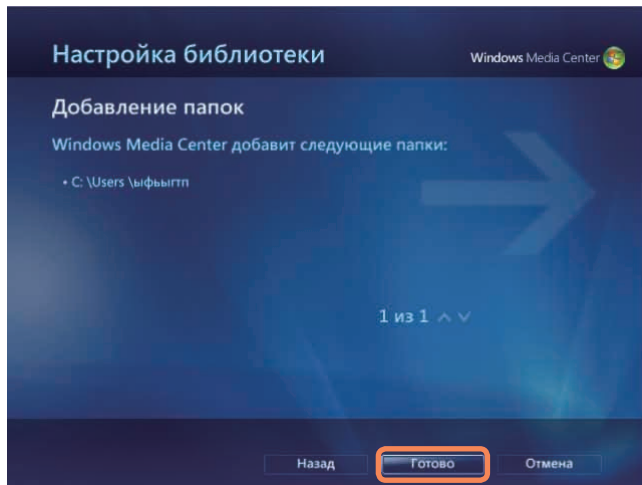 Настройка библиотеки
Windows Media Center
Добавление папок
Windows Media Center добавит следующие папки:
• C: \Users \ыфьыгтп
1 из 1
Назад Готово Отмена